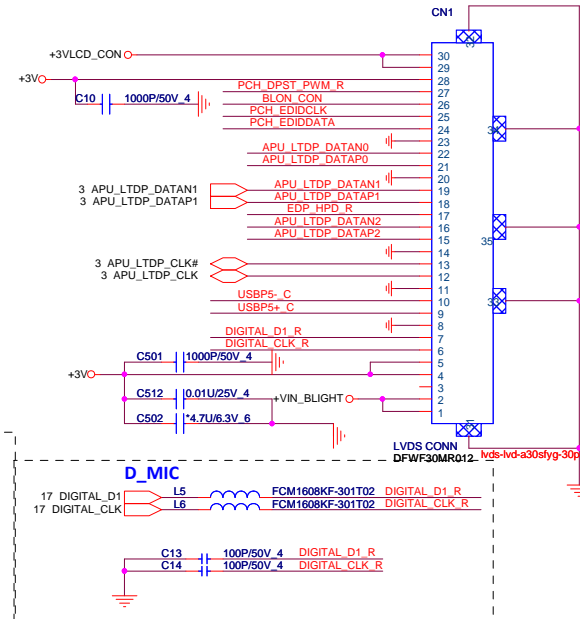 CN1
32
+3VLCD_CON
30
29
+3V
28
PCH_DPST_PWM_R
27
C10
1000P/50V_4
BLON_CON
26
PCH_EDIDCLK
25
PCH_EDIDDATA
24
34
23
APU_LTDP_DATAN0
22
APU_LTDP_DATAP0
21
20
3 APU_LTDP_DATAN1
APU_LTDP_DATAN1
19
3 APU_LTDP_DATAP1
APU_LTDP_DATAP1
18
EDP_HPD_R
17
APU_LTDP_DATAN2
16
APU_LTDP_DATAP2
15
35
14
3 APU_LTDP_CLK#
13
3 APU_LTDP_CLK
12
11
USBP5-_C
10
33
USBP5+_C
9
8
DIGITAL_D1_R
7
DIGITAL_CLK_R
6
C501
1000P/50V_4
5
+3V
4
3
C512
0.01U/25V_4
+VIN_BLIGHT
2
C502
*4.7U/6.3V_6
1
31
LVDS CONN
DFWF30MR012
lvds-lvd-a30sfyg-30p
D_MIC
17 DIGITAL_D1
L5
FCM1608KF-301T02
DIGITAL_D1_R
17 DIGITAL_CLK
L6
FCM1608KF-301T02
DIGITAL_CLK_R
C13
100P/50V_4
DIGITAL_D1_R
C14
100P/50V_4
DIGITAL_CLK_R